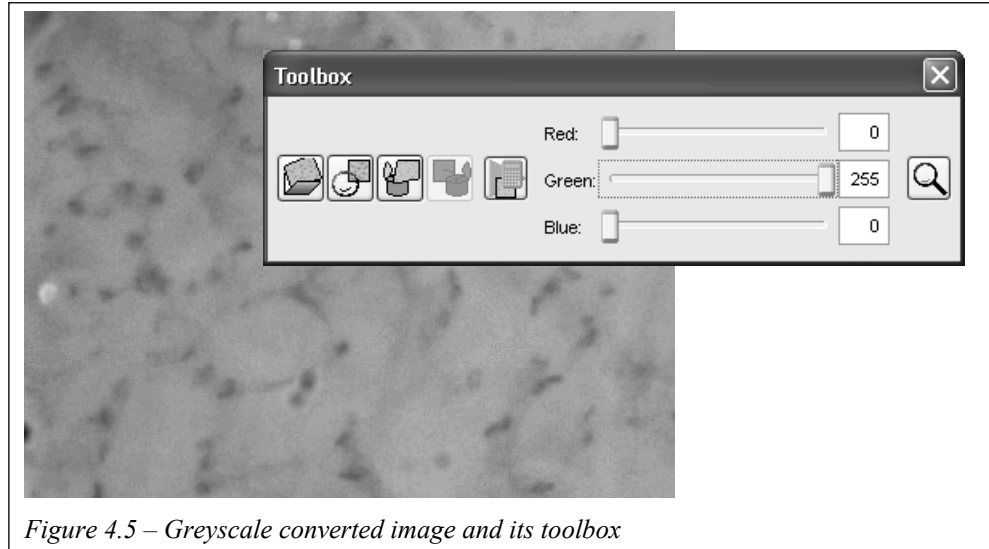 Toolbox
Red: 0
Green: 255
Blue: 0
Figure 4.5 – Greyscale converted image and its toolbox